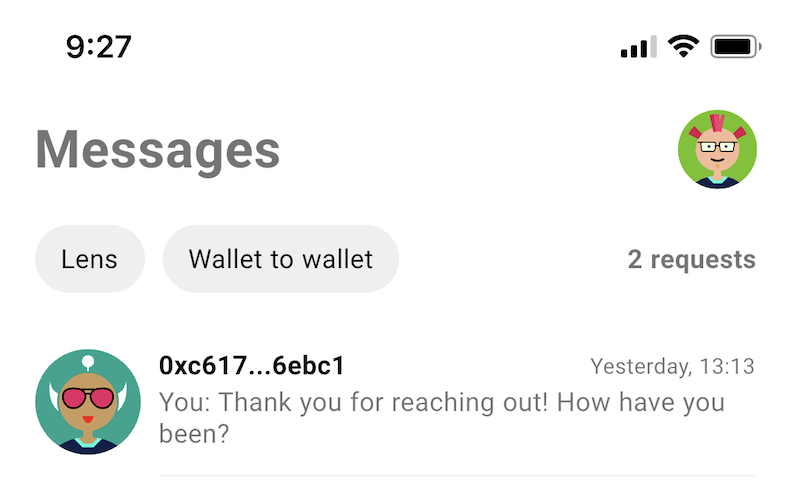 9:27
Messages
Lens
Wallet to wallet
2 requests
0xc617...6ebc1
Yesterday, 13:13
You: Thank you for reaching out! How have you
been?